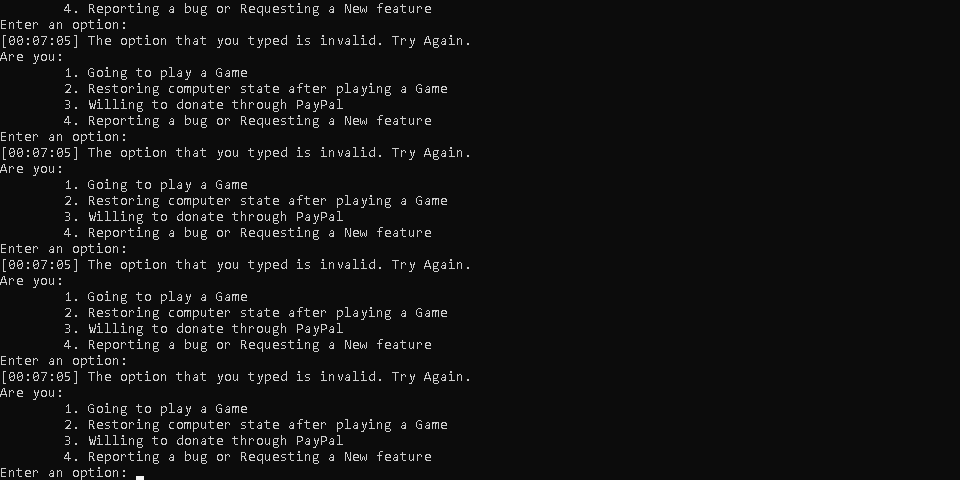 4. Reporting a bug or Requesting a New feature
Enter an option:
[00:07:05] The option that you typed is invalid. Try Again.
Are you:
1. Going to play a Game
2. Restoring computer state after playing a Game
3. Willing to donate through PayPal
4. Reporting a bug or Requesting a New feature
Enter an option:
[00:07:05] The option that you typed is invalid. Try Again.
Are you:
1. Going to play a Game
2. Restoring computer state after playing a Game
3. Willing to donate through PayPal
4. Reporting a bug or Requesting a New feature
Enter an option:
[00:07:05] The option that you typed is invalid. Try Again.
Are you:
1. Going to play a Game
2. Restoring computer state after playing a Game
3. Willing to donate through PayPal
4. Reporting a bug or Requesting a New feature
Enter an option:
[00:07:05] The option that you typed is invalid. Try Again.
Are you:
1. Going to play a Game
2. Restoring computer state after playing a Game
3. Willing to donate through PayPal
4. Reporting a bug or Requesting a New feature
Enter an option: